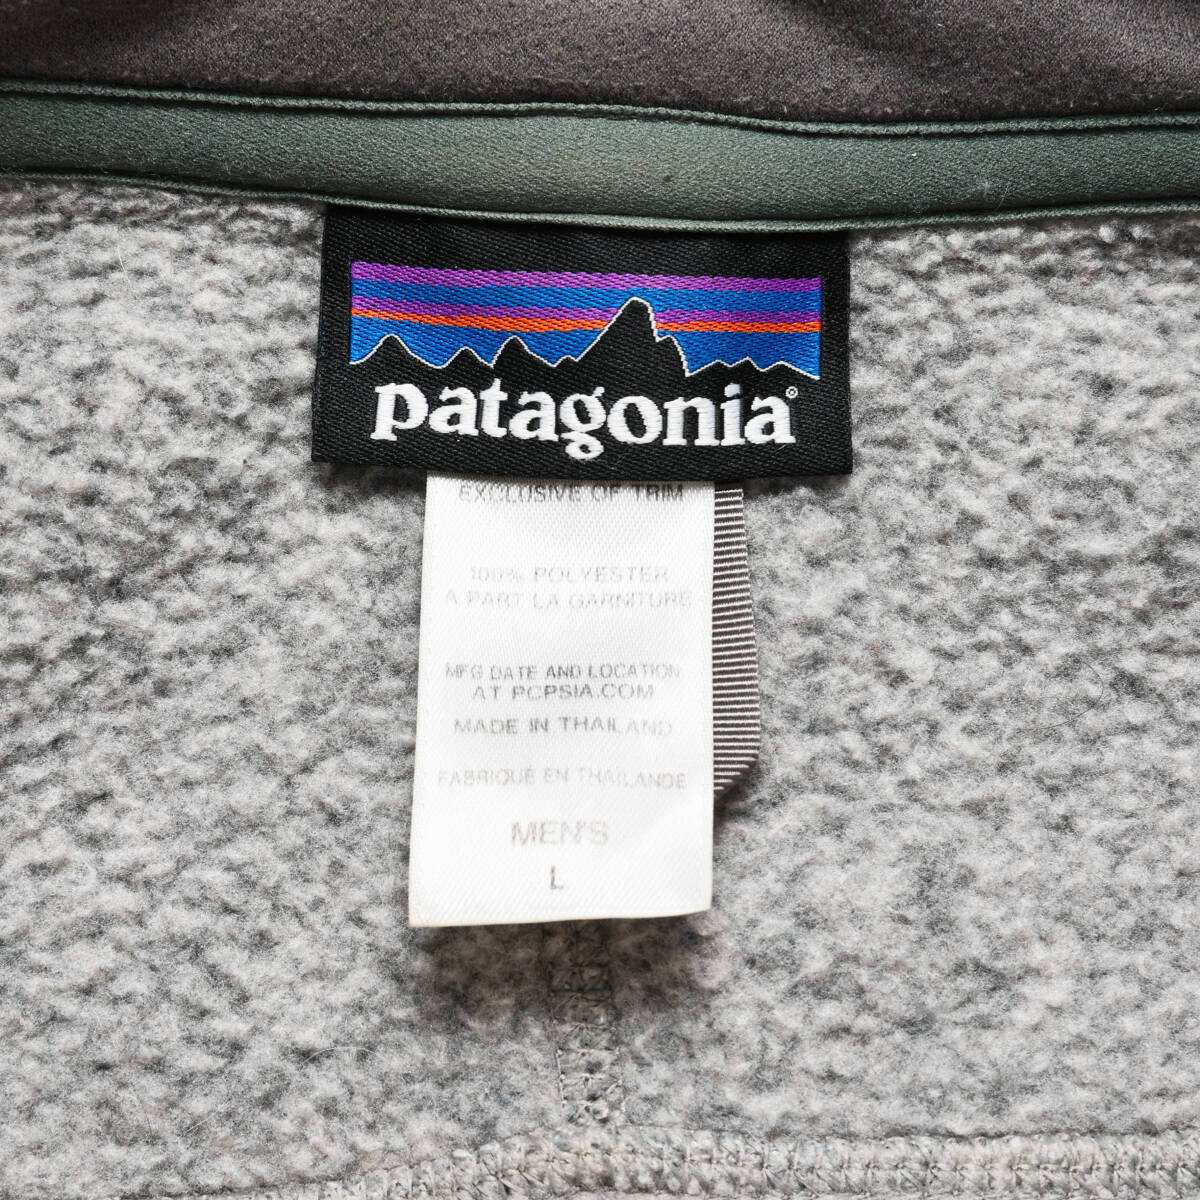 patagonia®
EXCLUSIVE OF TRIM
100% POLYESTER
A PART LA GARNITURE
MFG DATE AND LOCATION
AT PCPSIA.COM
MADE IN THAILAND
FABRIQUÉ EN THAÏLANDE
MEN'S
L